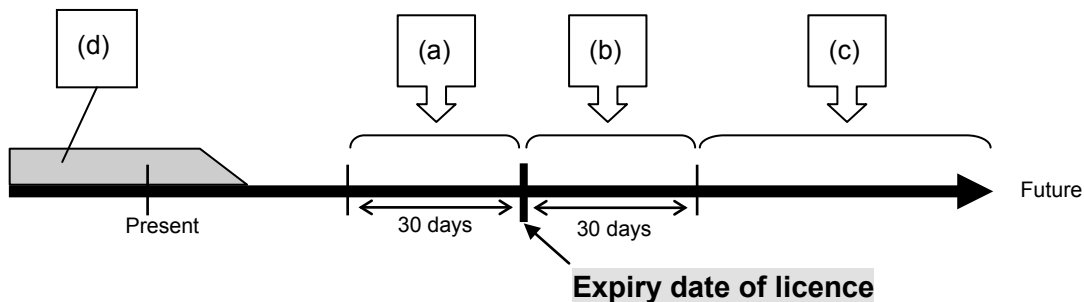 (d)
(a)
(b)
(c)
Present
30 days
30 days
Future
Expiry date of licence